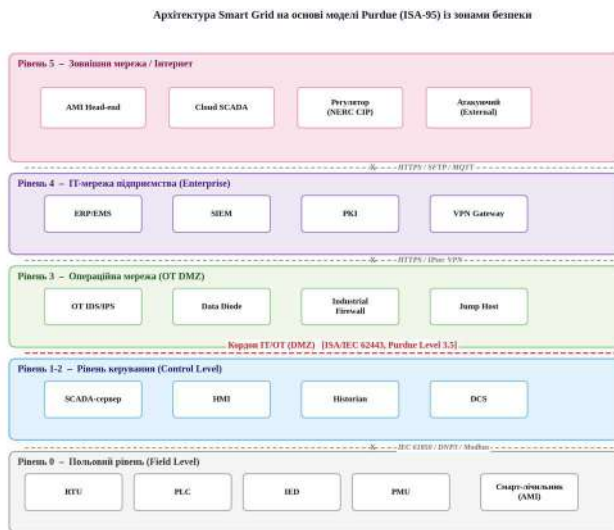 Архітектура Smart Grid на основі моделі Purdue (ISA-95) із зонами безпеки
Рівень 5 – Зовнішня мережа / Інтернет
AMI Head-end
Cloud SCADA
Регулятор
(NERC CIP)
Атакуючий
(External)
HTTPS / SFTP / MQTT
Рівень 4 – ІТ-мережа підприємства (Enterprise)
ERP/EMS
SIEM
PKI
VPN Gateway
HTTPS / IPsec VPN
Рівень 3 – Операційна мережа (OT DMZ)
OT IDS/IPS
Data Diode
Industrial
Firewall
Jump Host
Кордон ІТ/ОТ (DMZ) [ISA/IEC 62443, Purdue Level 3.5]
Рівень 1-2 – Рівень керування (Control Level)
SCADA-сервер
HMI
Historian
DCS
IEC 61850 / DNP3 / Modbus
Рівень 0 – Польовий рівень (Field Level)
RTU
PLC
IED
PMU
Смарт-лічильник
(AMI)